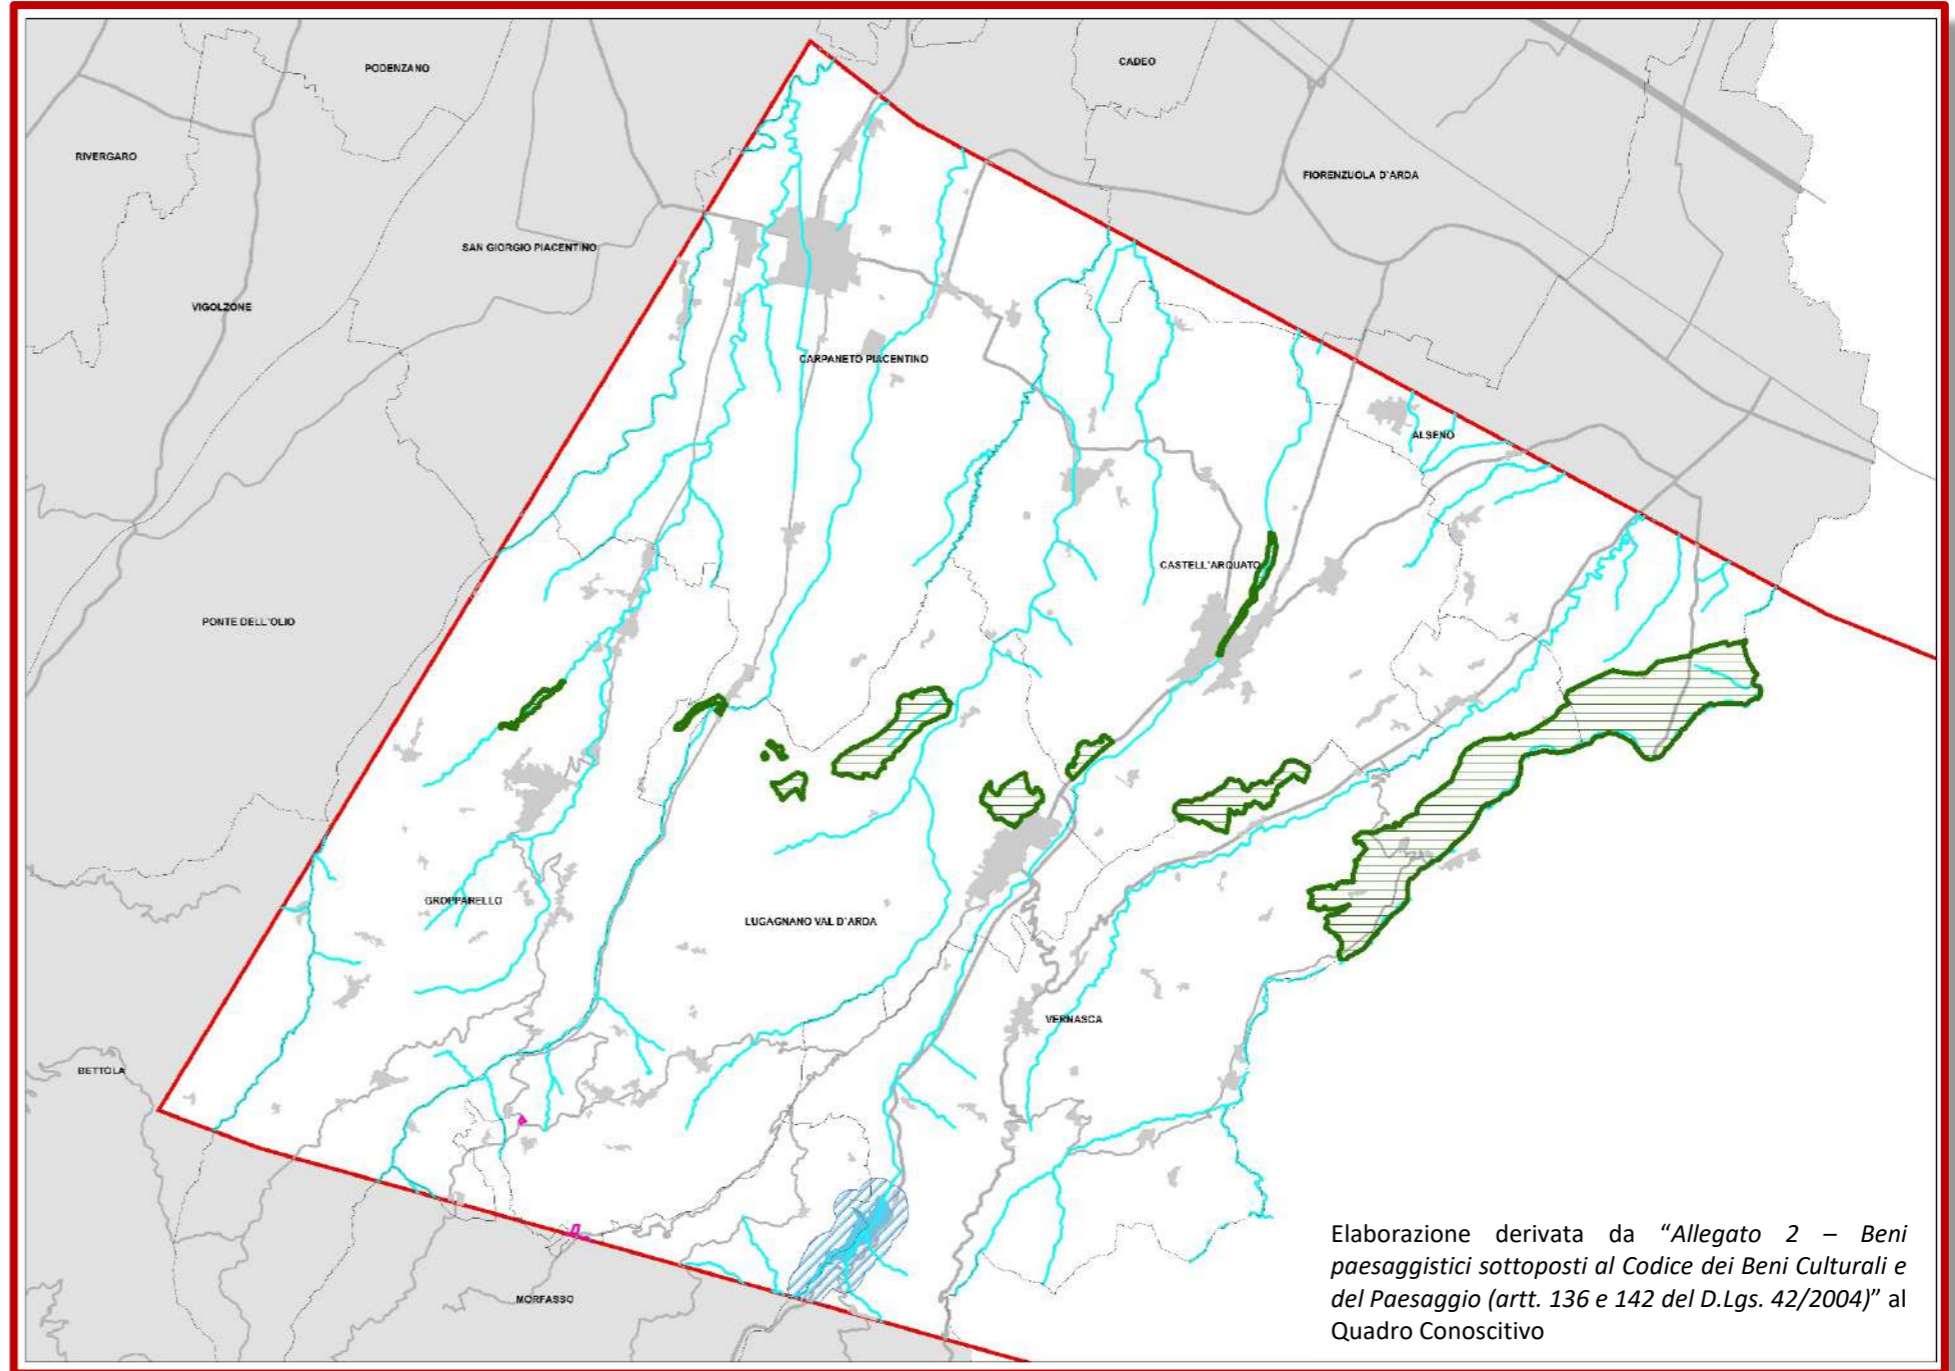 PODENZANO
CADEO
RIVERGARO
FIORENZUOLA D'ARDA
SAN GIORGIO PIACENTINO
VIGOLZONE
CARPANETO PIACENTINO
ALSENO
CASTELL'ARQUATO
PONTE DELL'OLIO
GROPPARELLO
LUGAGNANO VAL D'ARDA
VERNASCA
BETTOLA
MORFASSO
Elaborazione derivata da “Allegato 2 – Beni
paesaggistici sottoposti al Codice dei Beni Culturali e
del Paesaggio (artt. 136 e 142 del D.Lgs. 42/2004)” al
Quadro Conoscitivo